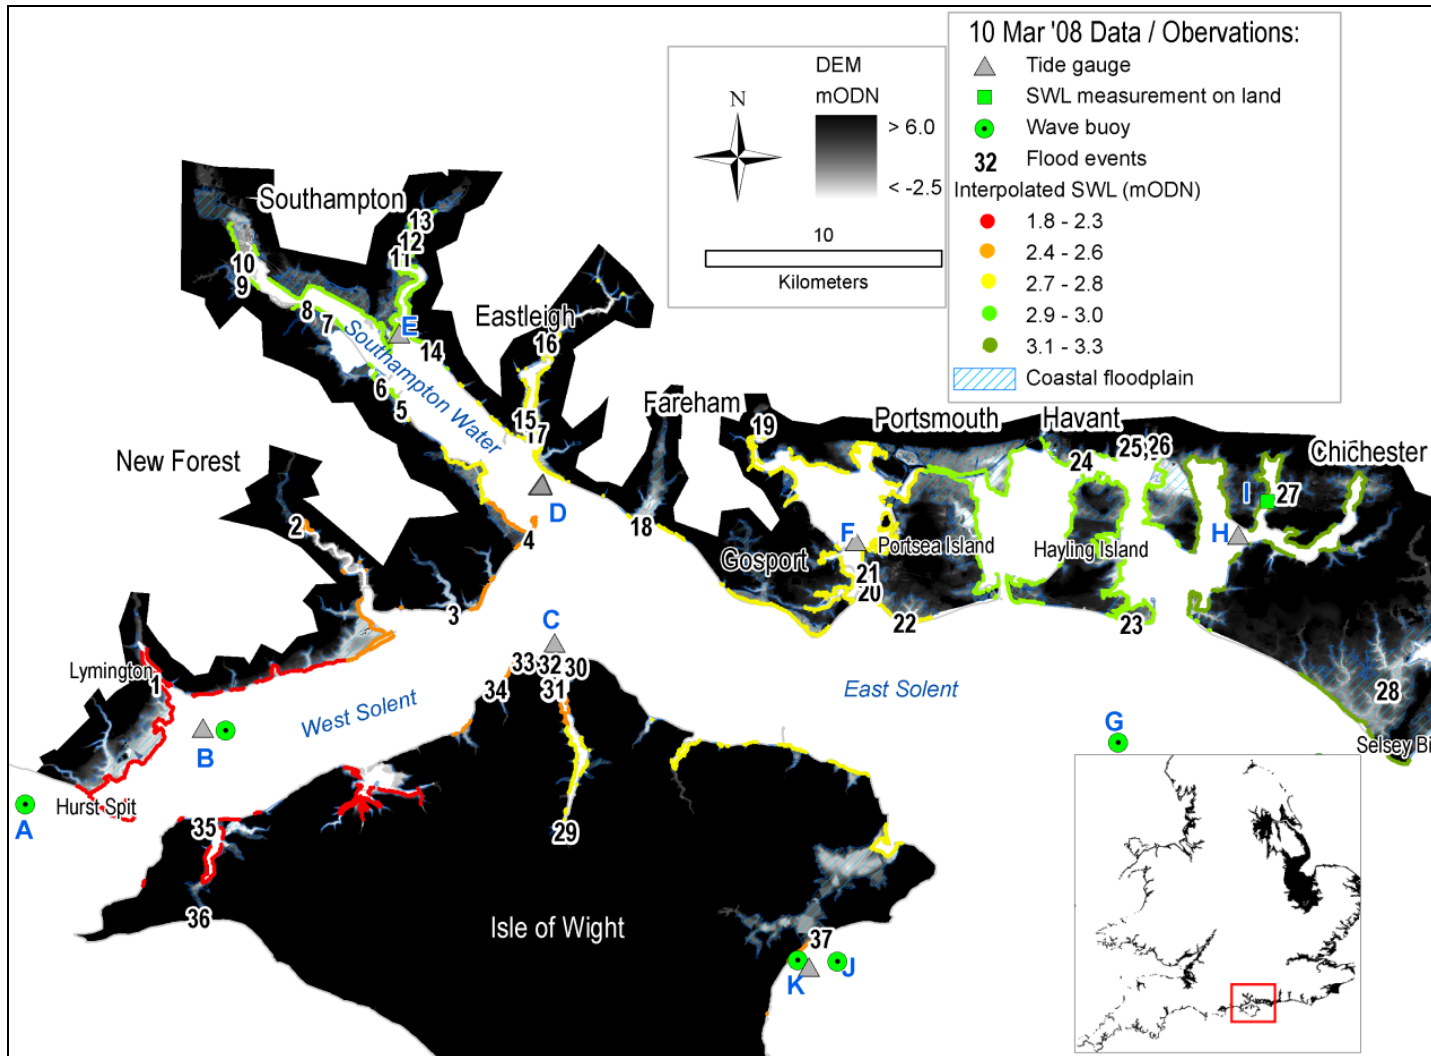 10 Mar '08 Data / Obervations:
Tide gauge
SWL measurement on land
Wave buoy
32 Flood events
Interpolated SWL (mODN)
1.8 - 2.3
2.4 - 2.6
2.7 - 2.8
2.9 - 3.0
3.1 - 3.3
Coastal floodplain
DEM
mODN
> 6.0
< -2.5
N
10
Kilometers
Southampton
13
12
11
10
9
8
7
E
14
Southampton Water
6
5
Eastleigh
16
15
17
Fareham
19
Portsmouth
Havant
25,26
24
Chichester
I
27
H
New Forest
2
D
4
18
F
Portsea Island
Gosport
Hayling Island
21
20
22
23
3
C
33
32
30
31
34
Lymington
1
West Solent
East Solent
28
B
G
Selsey Bi
A
Hurst Spit
35
29
36
Isle of Wight
37
K
J